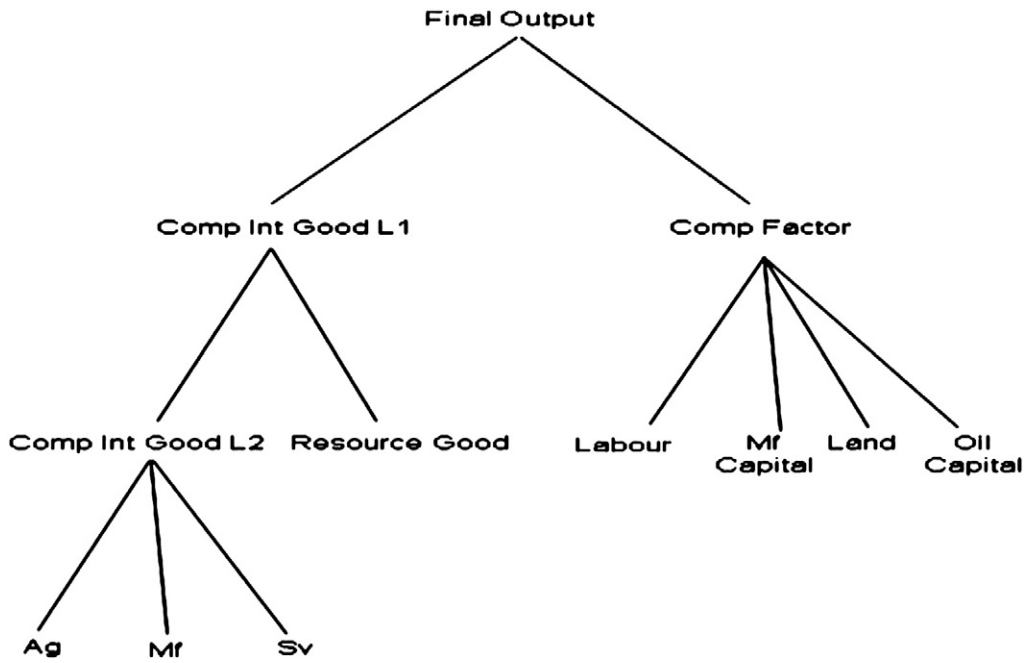 Final Output
Comp Int Good L1
Comp Factor
Comp Int Good L2
Resource Good
Labour
Mf
Capital
Land
Oil
Capital
Ag
Mf
Sv